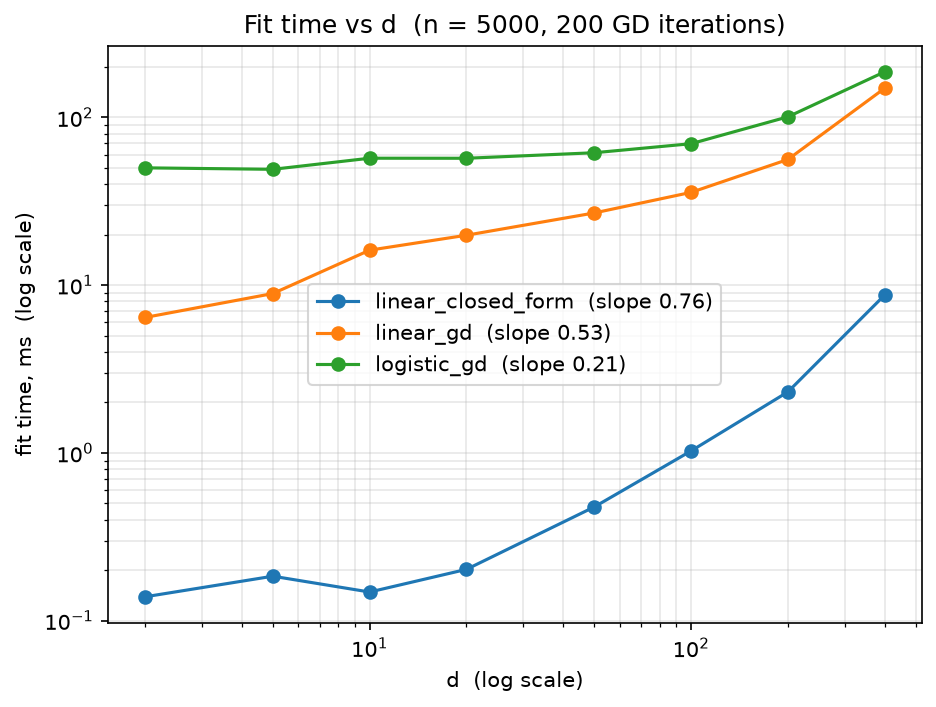 Fit time vs d (n = 5000, 200 GD iterations)
fit time, ms (log scale)
10²
10¹
10⁰
10⁻¹
linear_closed_form (slope 0.76)
linear_gd (slope 0.53)
logistic_gd (slope 0.21)
10¹ 10²
d (log scale)